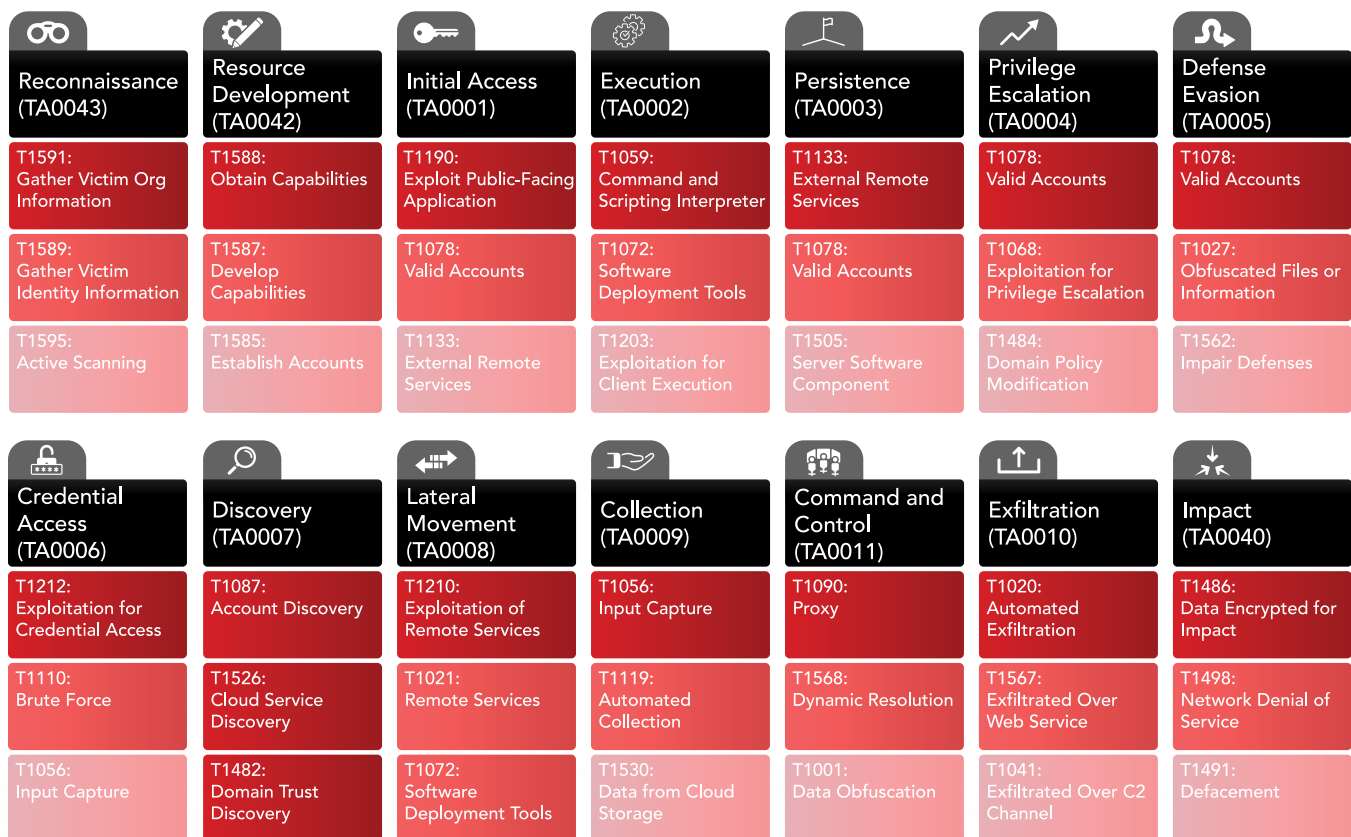 Reconnaissance
(TA0043)
T1591:
Gather Victim Org
Information
T1589:
Gather Victim
Identity Information
T1595:
Active Scanning
Resource
Development
(TA0042)
T1588:
Obtain Capabilities
T1587:
Develop
Capabilities
T1585:
Establish Accounts
Initial Access
(TA0001)
T1190:
Exploit Public-Facing
Application
T1078:
Valid Accounts
T1133:
External Remote
Services
Execution
(TA0002)
T1059:
Command and
Scripting Interpreter
T1072:
Software
Deployment Tools
T1203:
Exploitation for
Client Execution
Persistence
(TA0003)
T1133:
External Remote
Services
T1078:
Valid Accounts
T1505:
Server Software
Component
Privilege
Escalation
(TA0004)
T1078:
Valid Accounts
T1068:
Exploitation for
Privilege Escalation
T1484:
Domain Policy
Modification
Defense
Evasion
(TA0005)
T1078:
Valid Accounts
T1027:
Obfuscated Files or
Information
T1562:
Impair Defenses
****
Credential
Access
(TA0006)
T1212:
Exploitation for
Credential Access
T1110:
Brute Force
T1056:
Input Capture
Discovery
(TA0007)
T1087:
Account Discovery
T1526:
Cloud Service
Discovery
T1482:
Domain Trust
Discovery
Lateral
Movement
(TA0008)
T1210:
Exploitation of
Remote Services
T1021:
Remote Services
T1072:
Software
Deployment Tools
Collection
(TA0009)
T1056:
Input Capture
T1119:
Automated
Collection
T1530:
Data from Cloud
Storage
Command and
Control
(TA0011)
T1090:
Proxy
T1568:
Dynamic Resolution
T1001:
Data Obfuscation
Exfiltration
(TA0010)
T1020:
Automated
Exfiltration
T1567:
Exfiltrated Over
Web Service
T1041:
Exfiltrated Over C2
Channel
Impact
(TA0040)
T1486:
Data Encrypted for
Impact
T1498:
Network Denial of
Service
T1491:
Defacement